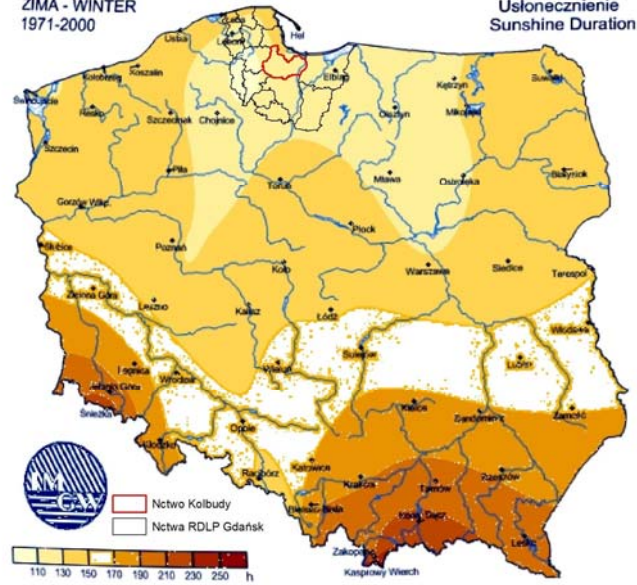 ZIMA - WINTER
1971-2000
Usłonecznienie
Sunshine Duration
Łeba
Hel
Ustka
Lębork
Kołobrzeg
Koszalin
Elbląg
Kętrzyn
Suwałki
Świnoujście
Resko
Szczecinek
Chojnice
Olsztyn
Mikołajki
Szczecin
Piła
Toruń
Mława
Ostrołęka
Białystok
Gorzów Wlkp.
Płock
Poznań
Koło
Warszawa
Siedlce
Terespol
Słubice
Zielona Góra
Leszno
Kalisz
Łódź
Włodawa
Sulejów
Legnica
Wrocław
Wieluń
Lublin
Jelenia Góra
Śnieżka
Opole
Kielce
Sandomierz
Zamość
Kłodzko
Racibórz
Katowice
Kraków
Tarnów
Rzeszów
Bielsko-Biała
Nowy Sącz
Lesko
Zakopane
Kasprowy Wierch
IM
GW
Nctwo Kolbudy
Nctwa RDLP Gdańsk
110 130 150 170 190 210 230 250 h